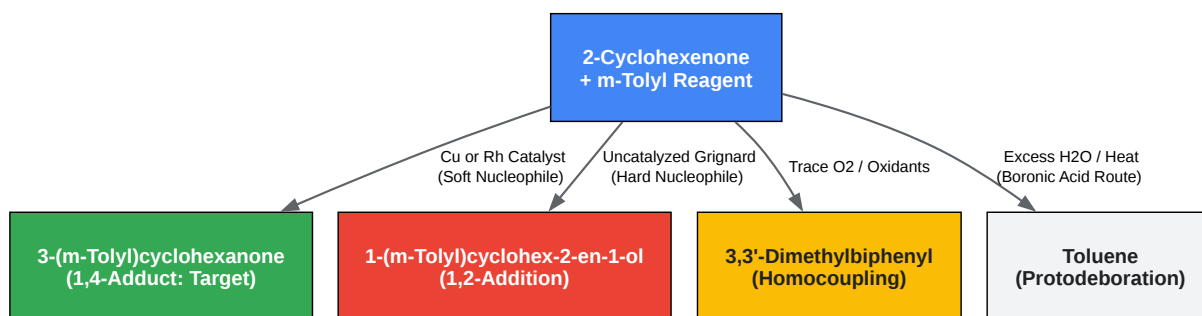 2-Cyclohexenone
+ m-Tolyl Reagent
Cu or Rh Catalyst
(Soft Nucleophile)
Uncatalyzed Grignard
(Hard Nucleophile)
Trace O2 / Oxidants
Excess H2O / Heat
(Boronic Acid Route)
3-(m-Tolyl)cyclohexanone
(1,4-Adduct: Target)
1-(m-Tolyl)cyclohex-2-en-1-ol
(1,2-Addition)
3,3'-Dimethylbiphenyl
(Homocoupling)
Toluene
(Protodeboration)